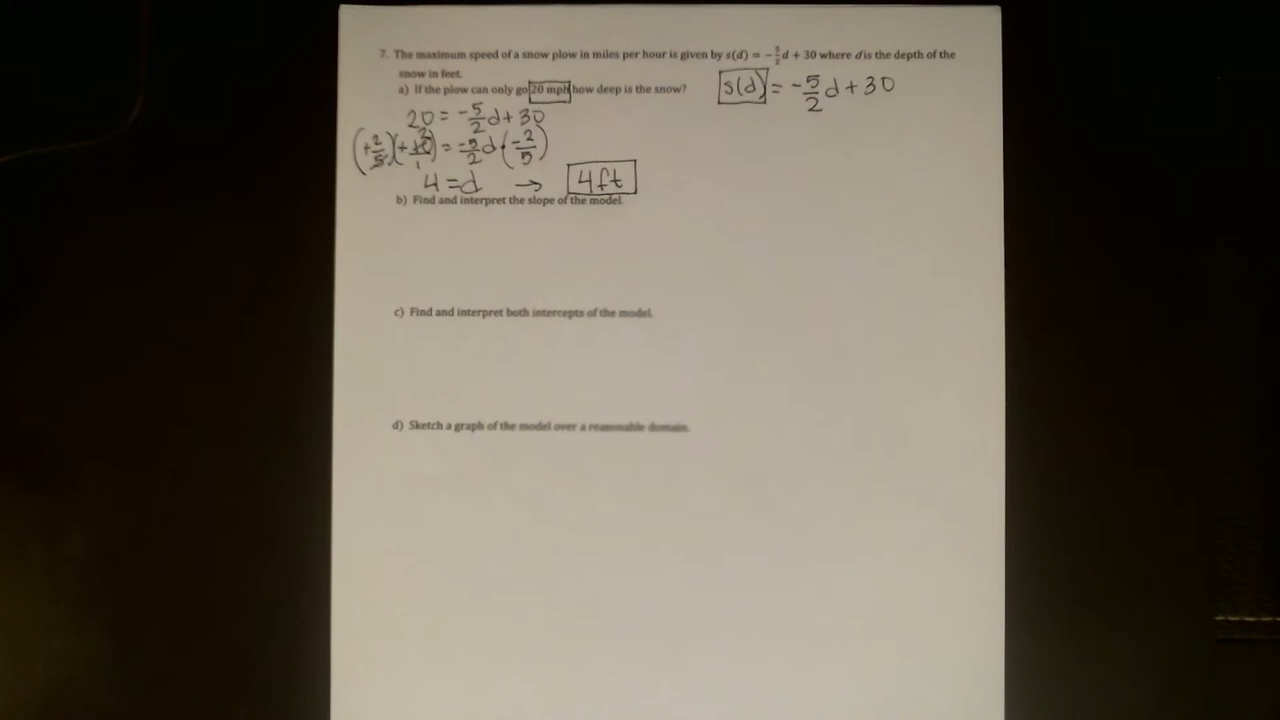 7. The maximum speed of a snow plow in miles per hour is given by s(d) = −5/2 d + 30 where d is the depth of the
snow in feet.
a) If the plow can only go 20 mph how deep is the snow?
s(d) = -5/2 d + 30
20 = -5/2 d + 30
(+2/5)(+10/1) = -5/2 d · (-2/5)
4 = d → 4ft
b) Find and interpret the slope of the model.
c) Find and interpret both intercepts of the model.
d) Sketch a graph of the model over a reasonable domain.